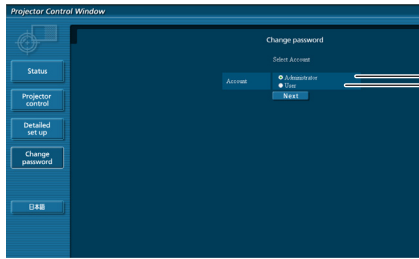 Projector Control Window
Change password
Select Account
Status
Account
Administrator
User
Projector
control
Next
Detailed
set up
Change
password
日本語